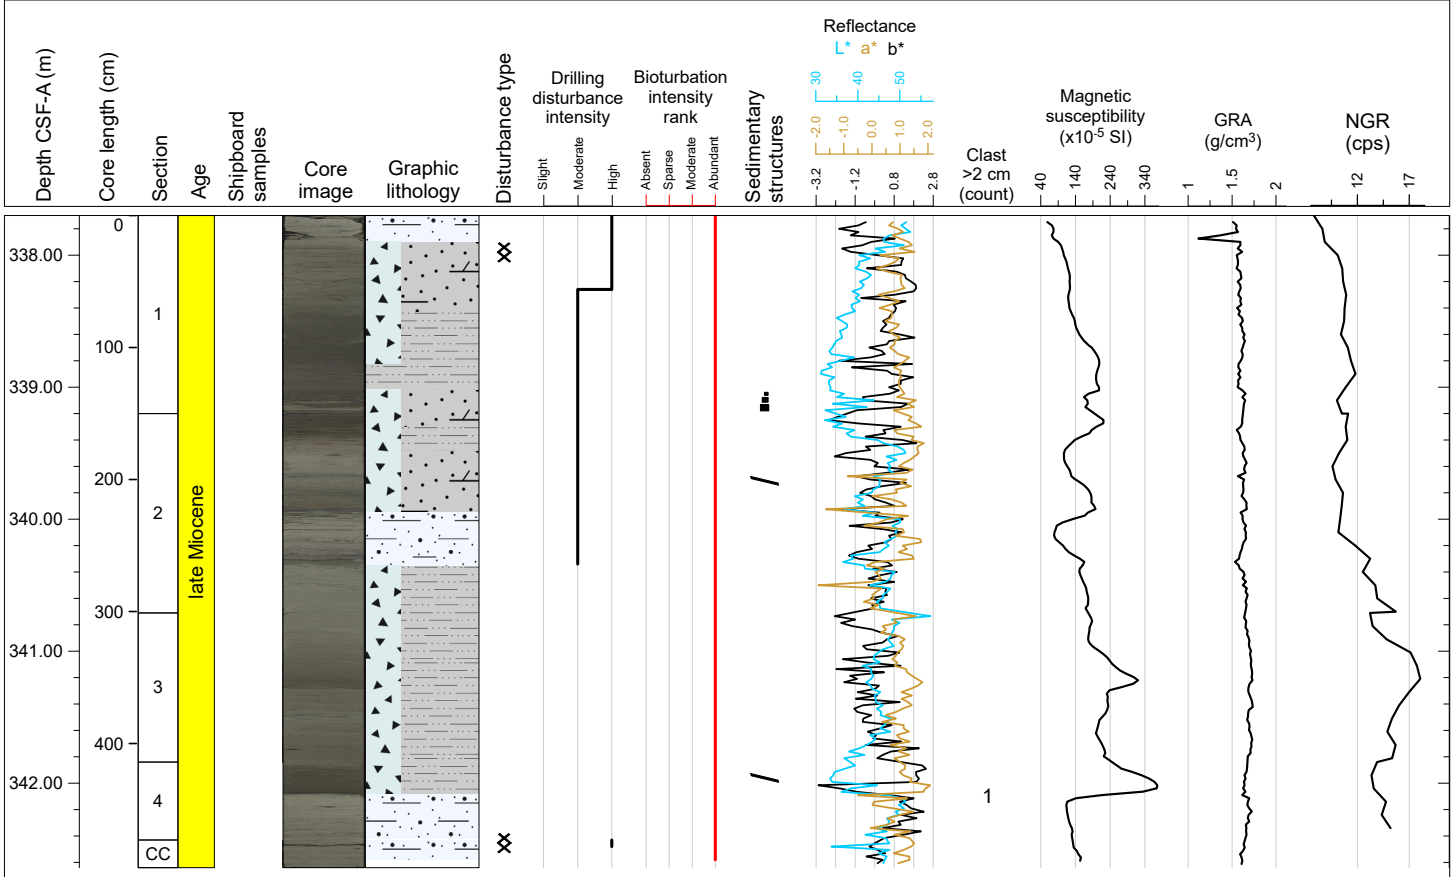 Depth CSF-A (m)
Core length (cm)
Section
Age
Shipboard
samples
Core
image
Graphic
lithology
Disturbance type
Drilling
disturbance
intensity
Slight
Moderate
High
Bioturbation
intensity
rank
Absent
Sparse
Moderate
Abundant
Sedimentary
structures
Reflectance
L* a* b*
30 40 50
-2.0 -1.0 0.0 1.0 2.0
-3.2 -1.2 0.8 2.8
Clast
>2 cm
(count)
Magnetic
susceptibility
(x10-5 SI)
40 140 240 340
GRA
(g/cm3)
1 1.5 2
NGR
(cps)
12 17
0
338.00
1
100
339.00
200
2
340.00
late Miocene
300
341.00
3
400
342.00
4
1
CC